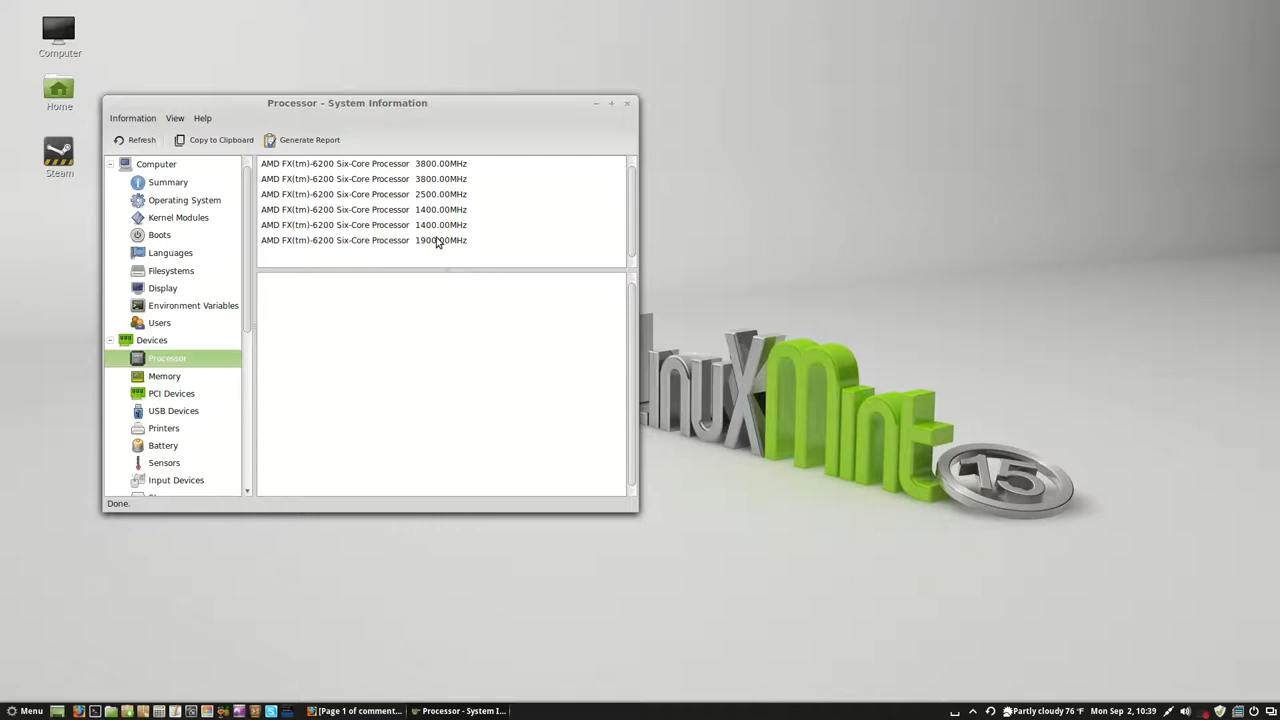 Computer
Home
Steam
Processor - System Information
Information View Help
Refresh Copy to Clipboard Generate Report
Computer
Summary
Operating System
Kernel Modules
Boots
Languages
Filesystems
Display
Environment Variables
Users
Devices
Processor
Memory
PCI Devices
USB Devices
Printers
Battery
Sensors
Input Devices
AMD FX(tm)-6200 Six-Core Processor 3800.00MHz
AMD FX(tm)-6200 Six-Core Processor 3800.00MHz
AMD FX(tm)-6200 Six-Core Processor 2500.00MHz
AMD FX(tm)-6200 Six-Core Processor 1400.00MHz
AMD FX(tm)-6200 Six-Core Processor 1400.00MHz
AMD FX(tm)-6200 Six-Core Processor 1900.00MHz
Done.
LinuxMint
15
Menu [Page 1 of comment... Processor - System I... Partly cloudy 76 °F Mon Sep 2, 10:39